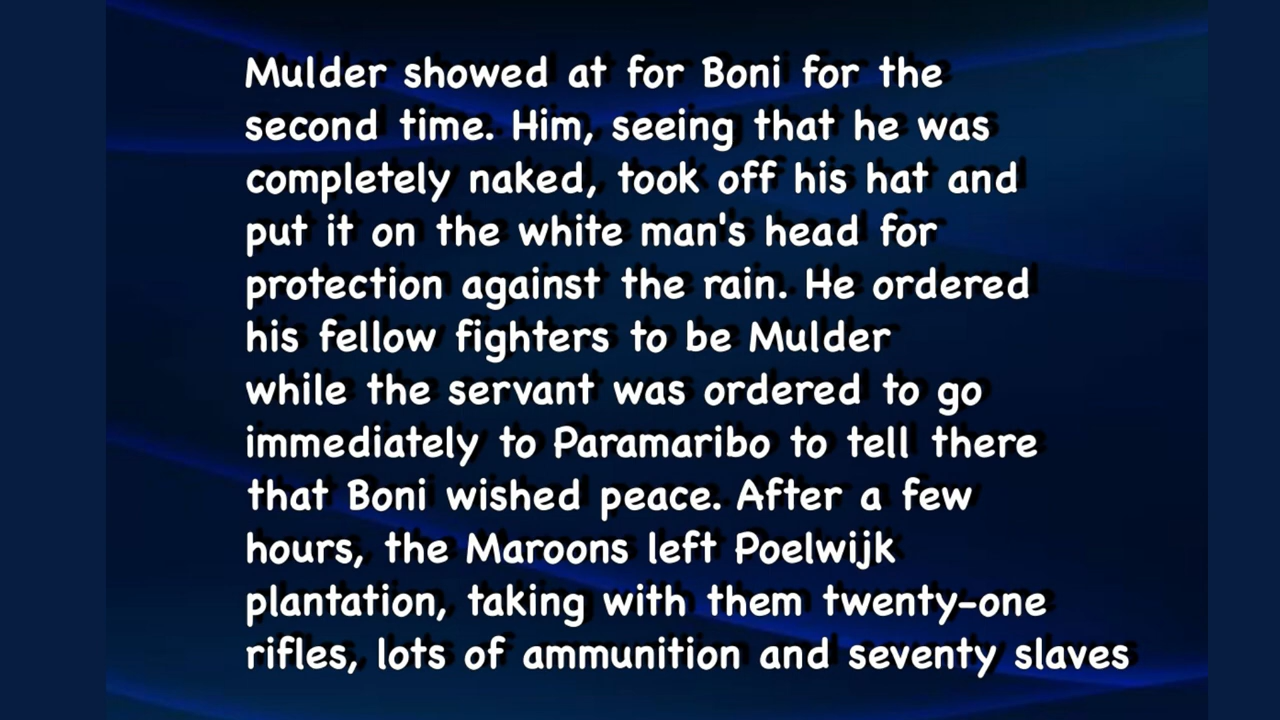 Mulder showed at for Boni for the
second time. Him, seeing that he was
completely naked, took off his hat and
put it on the white man's head for
protection against the rain. He ordered
his fellow fighters to be Mulder
while the servant was ordered to go
immediately to Paramaribo to tell there
that Boni wished peace. After a few
hours, the Maroons left Poelwijk
plantation, taking with them twenty-one
rifles, lots of ammunition and seventy slaves